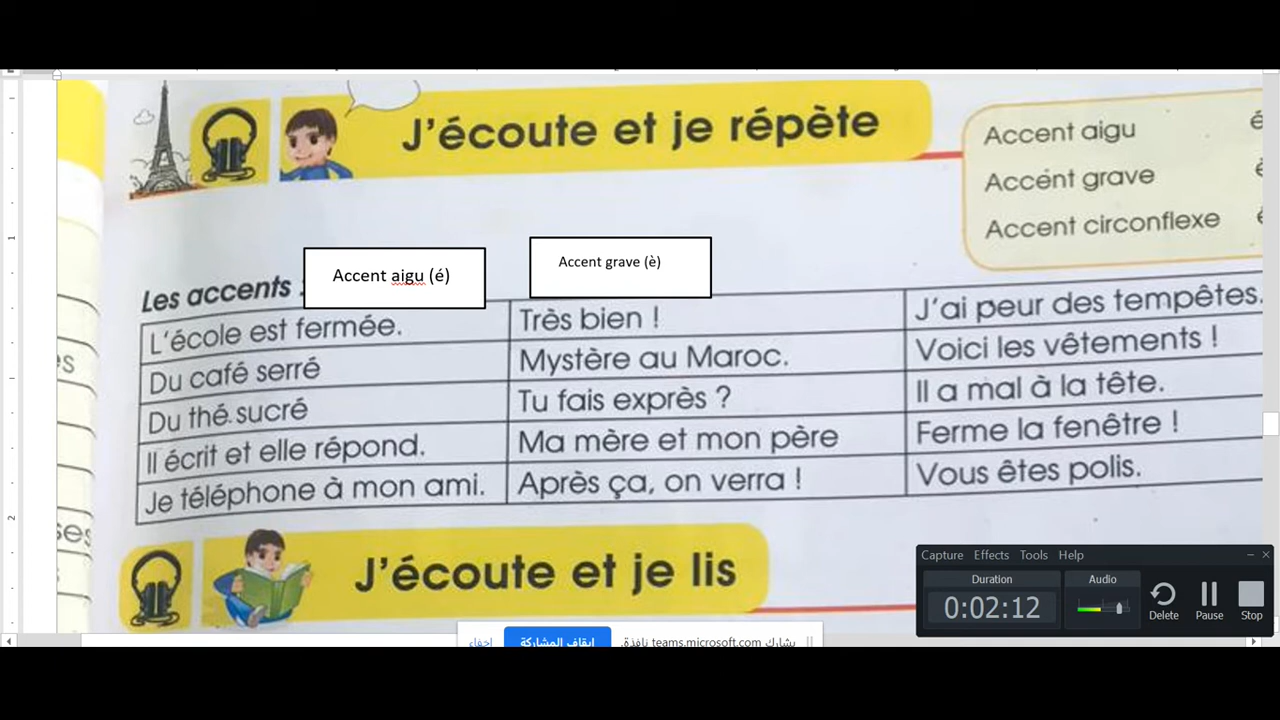 J'écoute et je répète
Accent aigu é
Accent grave è
Accent circonflexe
Accent aigu (é)
Accent grave (è)
Les accents :
L'école est fermée.
Très bien !
J'ai peur des tempêtes.
Du café serré
Mystère au Maroc.
Voici les vêtements !
Du thé sucré
Tu fais exprès ?
Il a mal à la tête.
Il écrit et elle répond.
Ma mère et mon père
Ferme la fenêtre !
Je téléphone à mon ami.
Après ça, on verra !
Vous êtes polis.
J'écoute et je lis
Capture Effects Tools Help
Duration
0:02:12
Audio
Delete
Pause
Stop
يشارك teams.microsoft.com نافذة.
إيقاف المشاركة
إخفاء
1
2